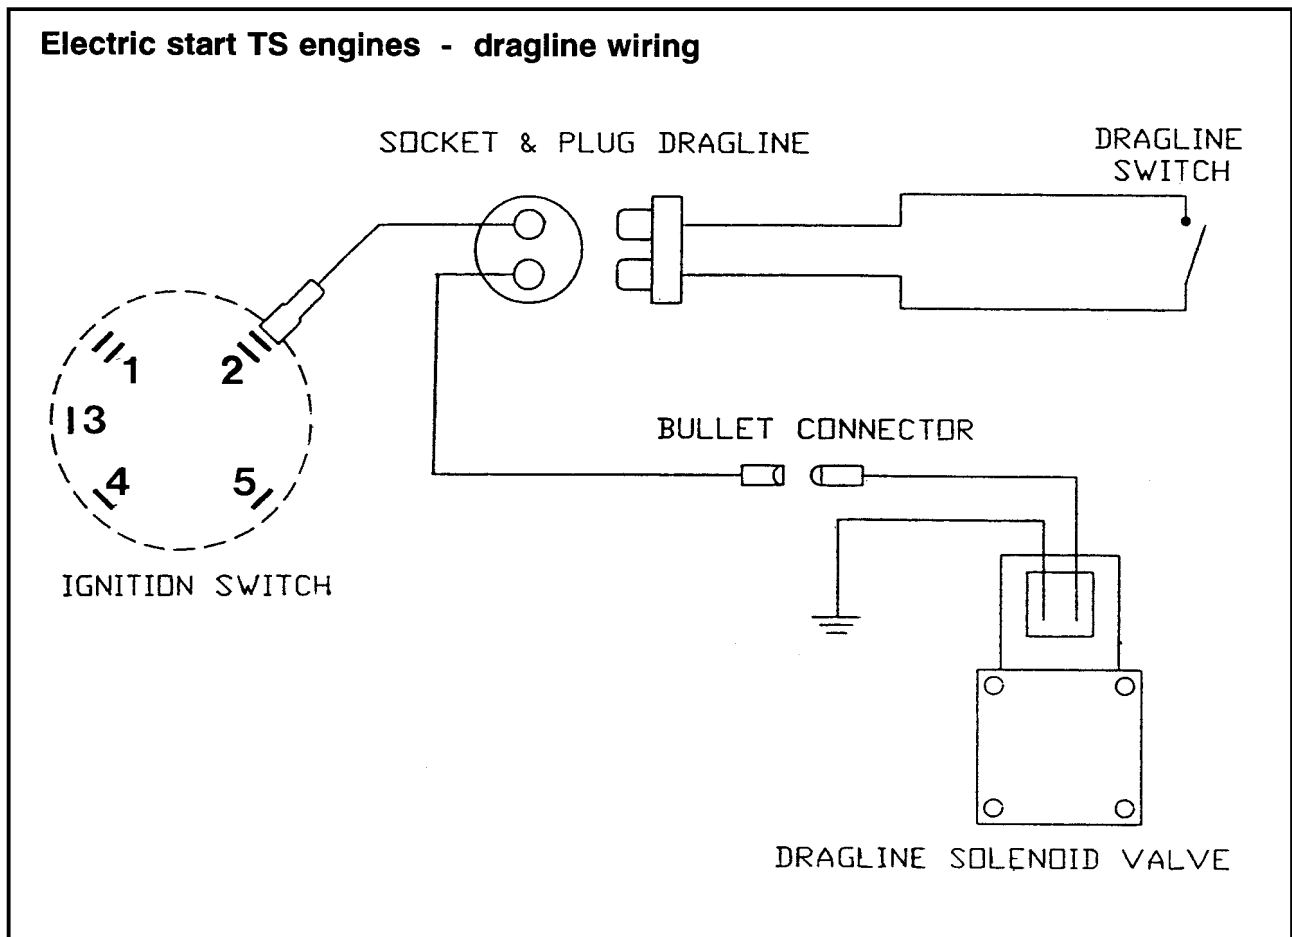 Electric start TS engines - dragline wiring
SOCKET & PLUG DRAGLINE
DRAGLINE
SWITCH
1
2
3
4
5
IGNITION SWITCH
BULLET CONNECTOR
DRAGLINE SOLENOID VALVE